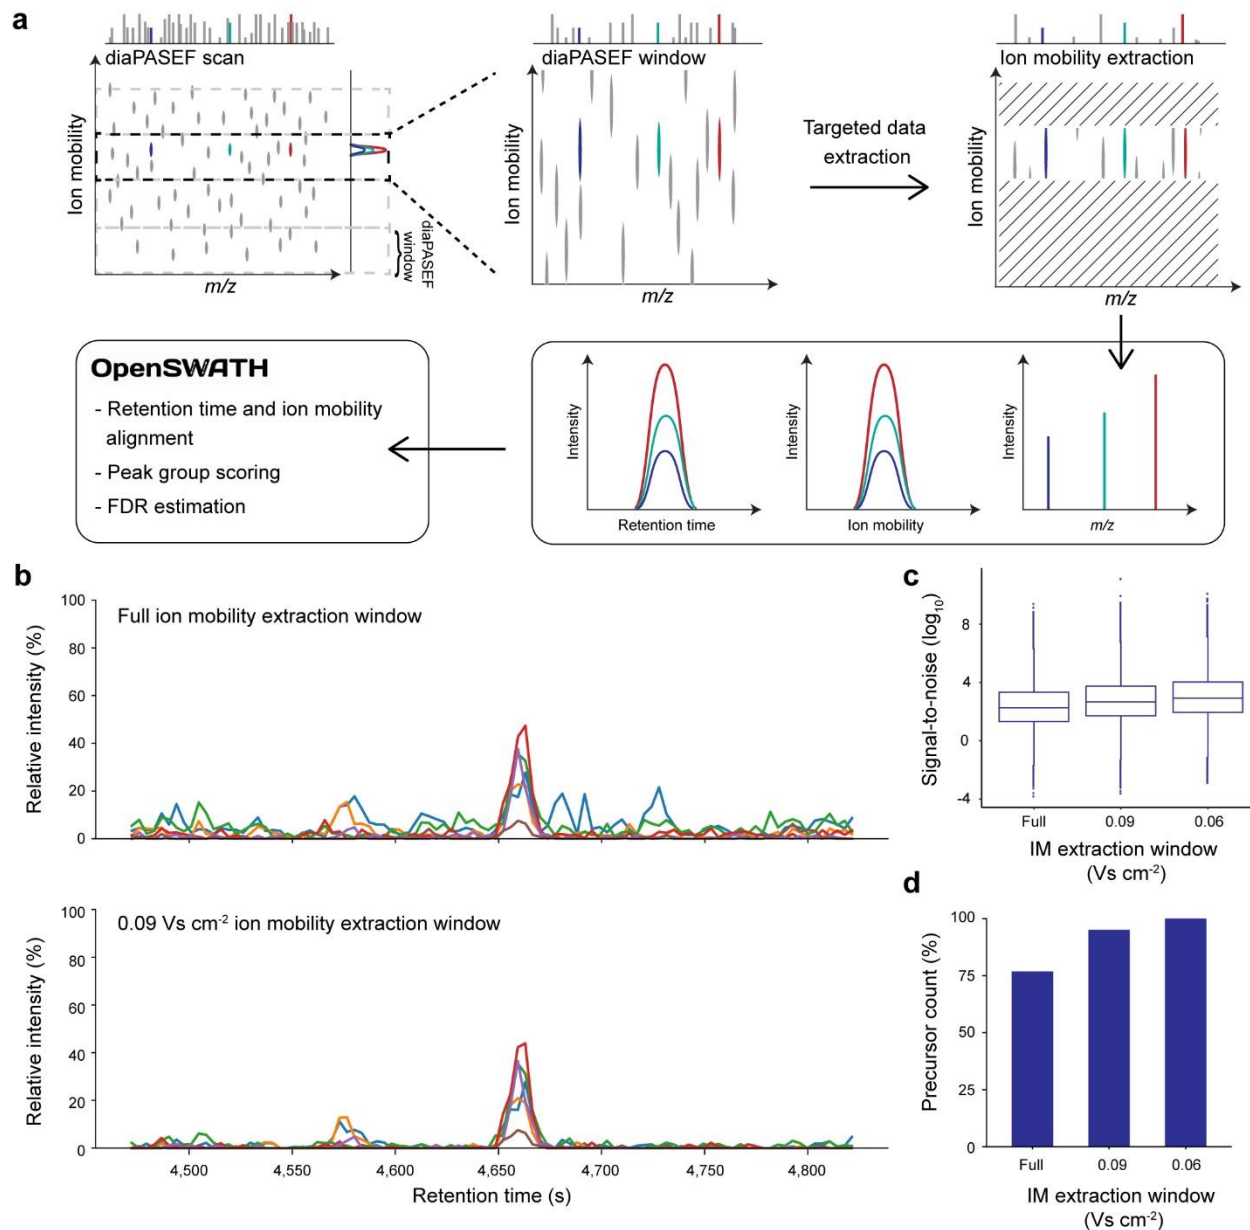 a
diaPASEF scan
Ion mobility
m/z
diaPASEF
window
diaPASEF window
Ion mobility
m/z
Targeted data
extraction
Ion mobility extraction
Ion mobility
m/z
OpenSWATH
- Retention time and ion mobility
alignment
- Peak group scoring
- FDR estimation
Intensity
Retention time
Intensity
Ion mobility
Intensity
m/z
b
Full ion mobility extraction window
Relative intensity (%)
100
80
60
40
20
0
0.09 Vs cm⁻² ion mobility extraction window
Relative intensity (%)
100
80
60
40
20
0
4,500
4,550
4,600
4,650
4,700
4,750
4,800
Retention time (s)
c
Signal-to-noise (log₁₀)
8
4
0
-4
Full
0.09
0.06
IM extraction window
(Vs cm⁻²)
d
Precursor count (%)
100
75
50
25
0
Full
0.09
0.06
IM extraction window
(Vs cm⁻²)